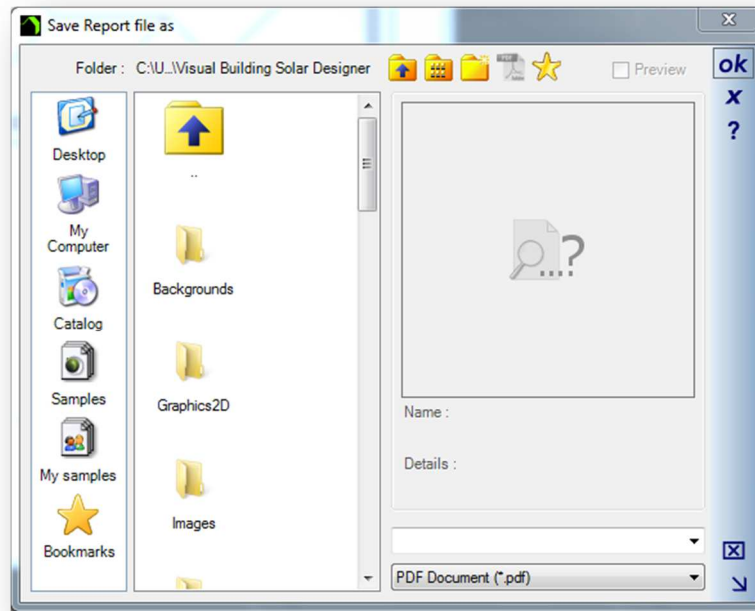 Save Report file as
Folder : C:\U...\Visual Building Solar Designer
PDF
Preview
ok
x
?
Desktop
My
Computer
Catalog
Samples
My samples
Bookmarks
..
Backgrounds
Graphics2D
Images
...?
Name :
Details :
PDF Document (*.pdf)